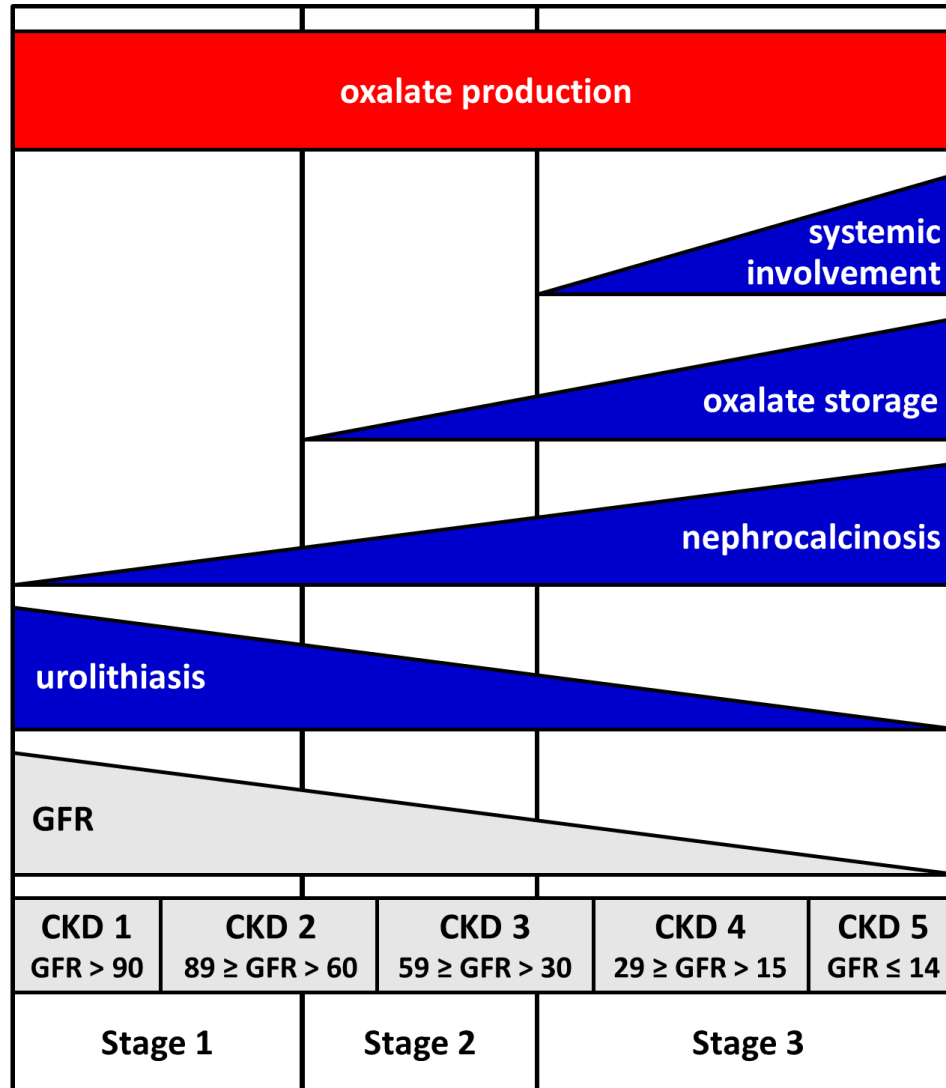 oxalate production
systemic
involvement
oxalate storage
nephrocalcinosis
urolithiasis
GFR
CKD 1
GFR > 90
CKD 2
89 ≥ GFR > 60
CKD 3
59 ≥ GFR > 30
CKD 4
29 ≥ GFR > 15
CKD 5
GFR ≤ 14
Stage 1
Stage 2
Stage 3